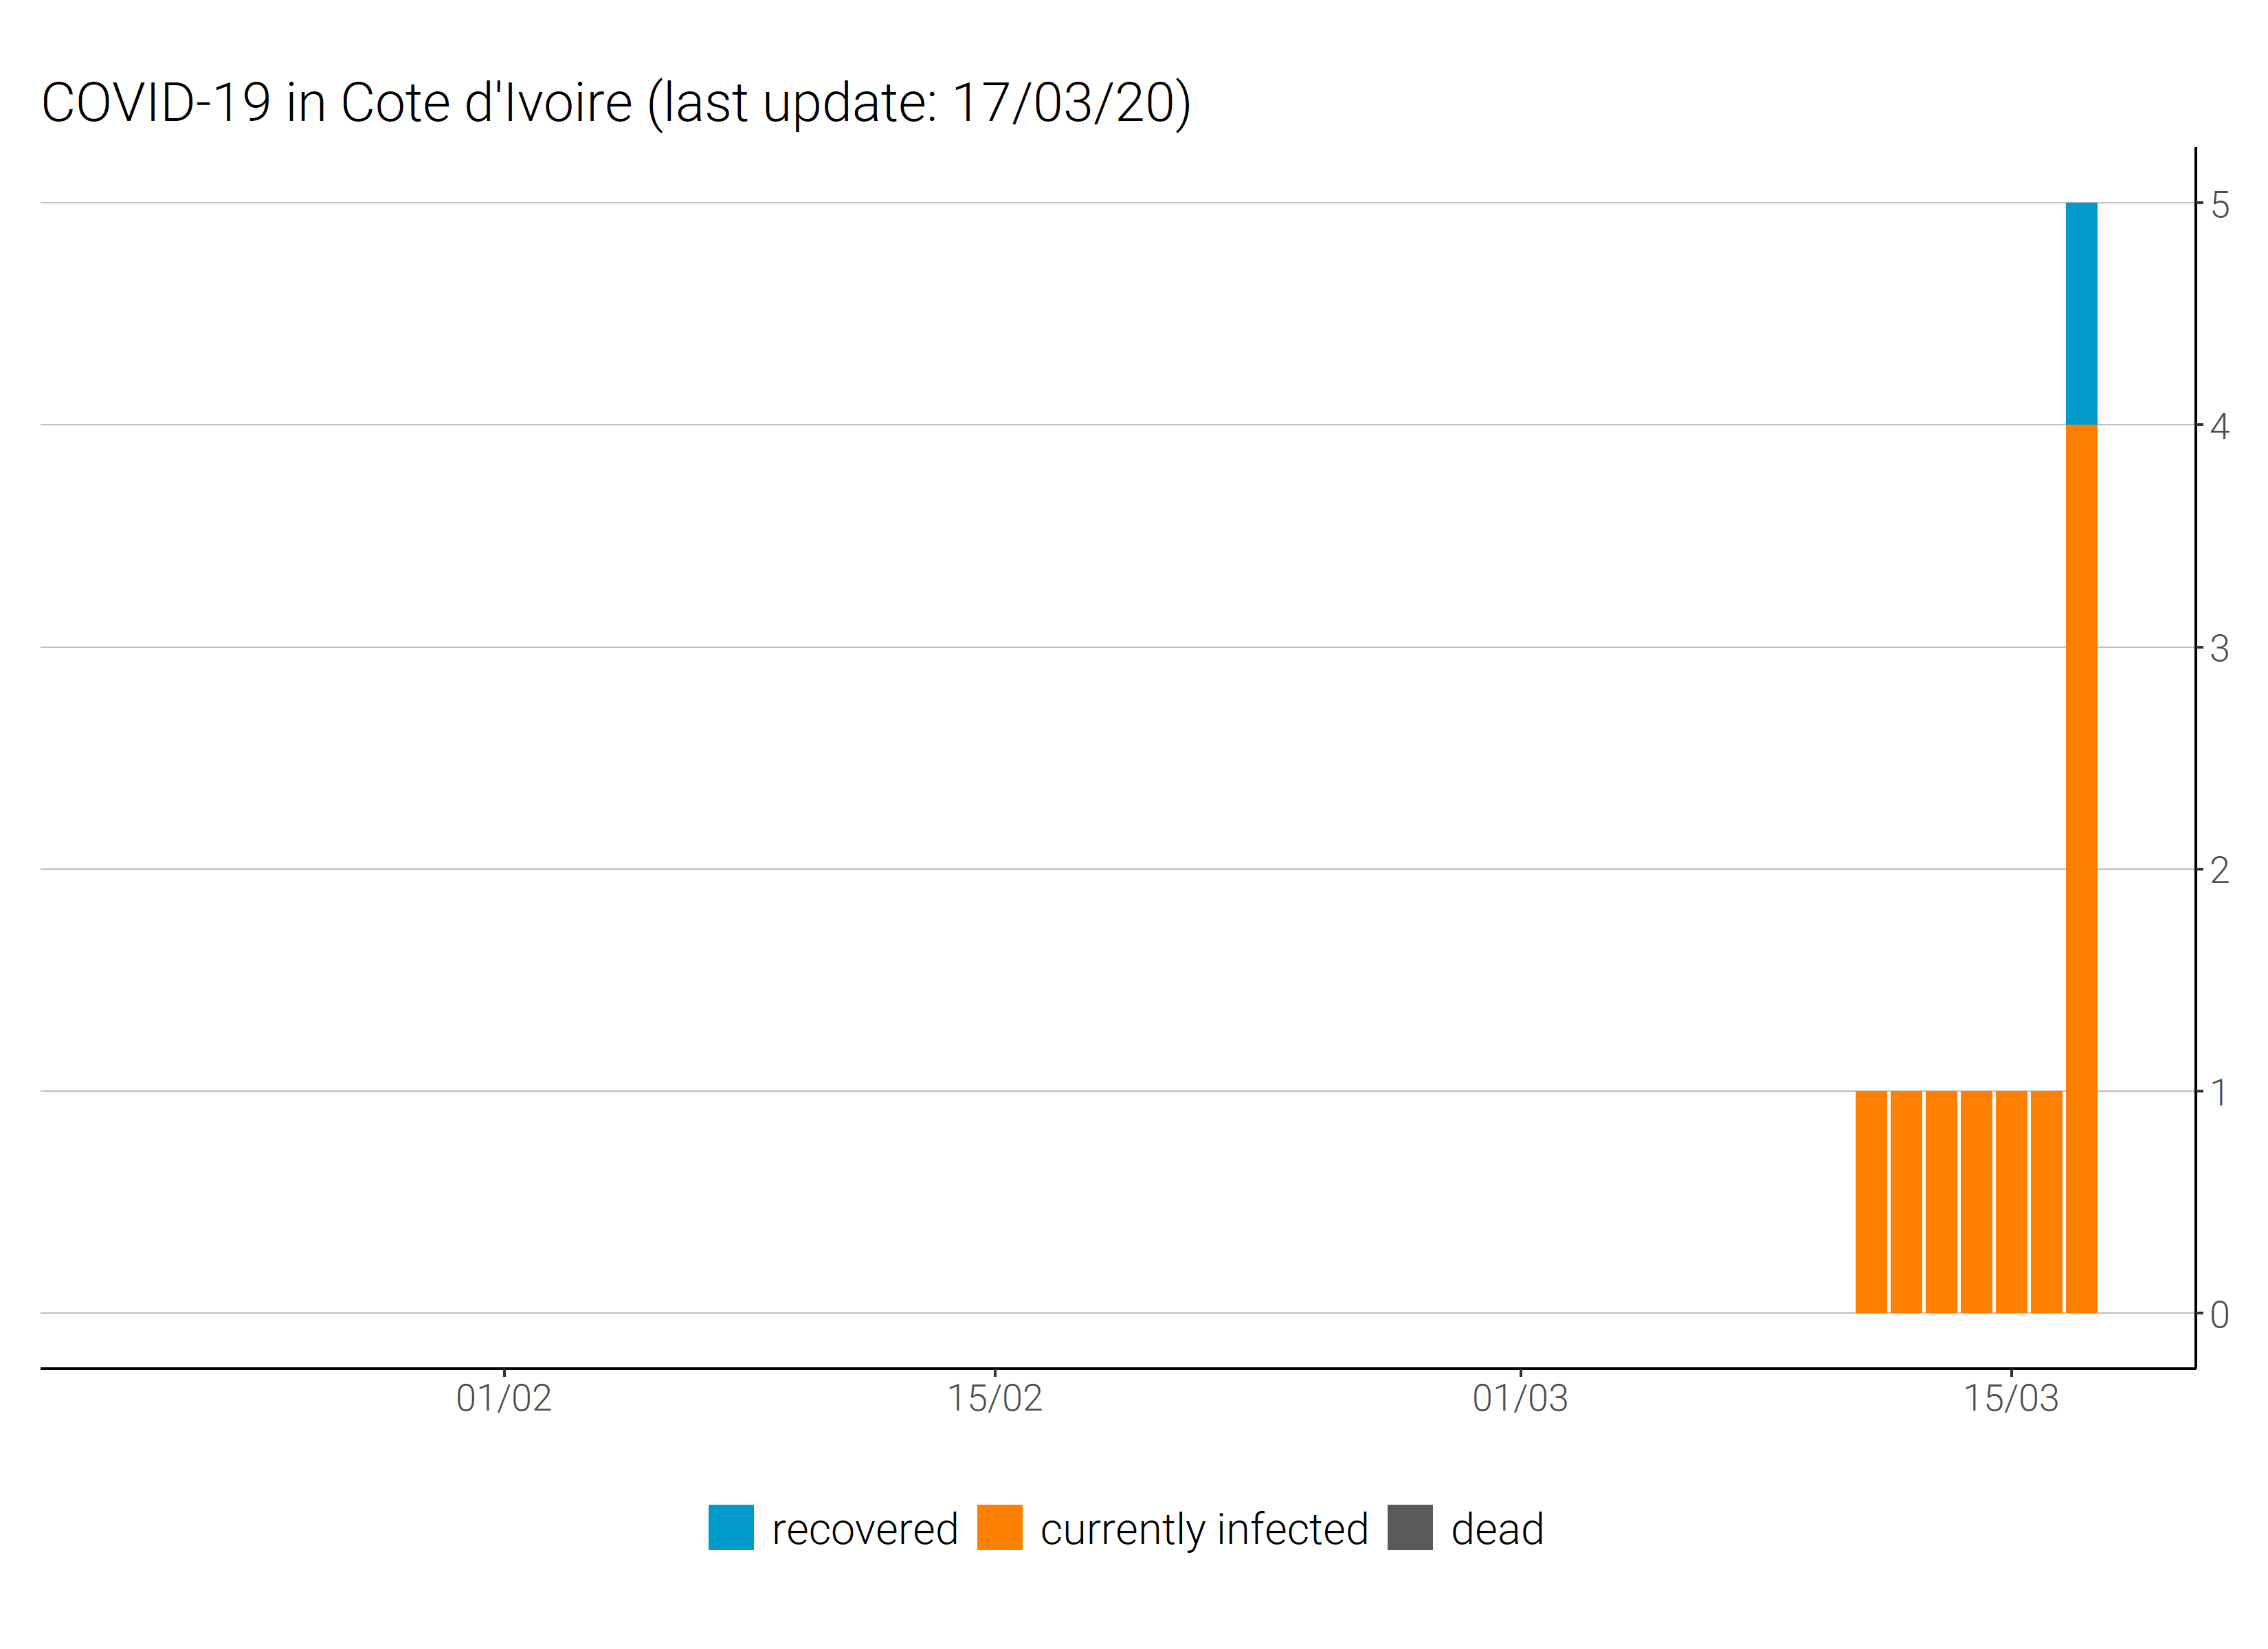 COVID-19 in Cote d'Ivoire (last update: 17/03/20)
5
4
3
2
1
0
01/02 15/02 01/03 15/03
recovered currently infected dead